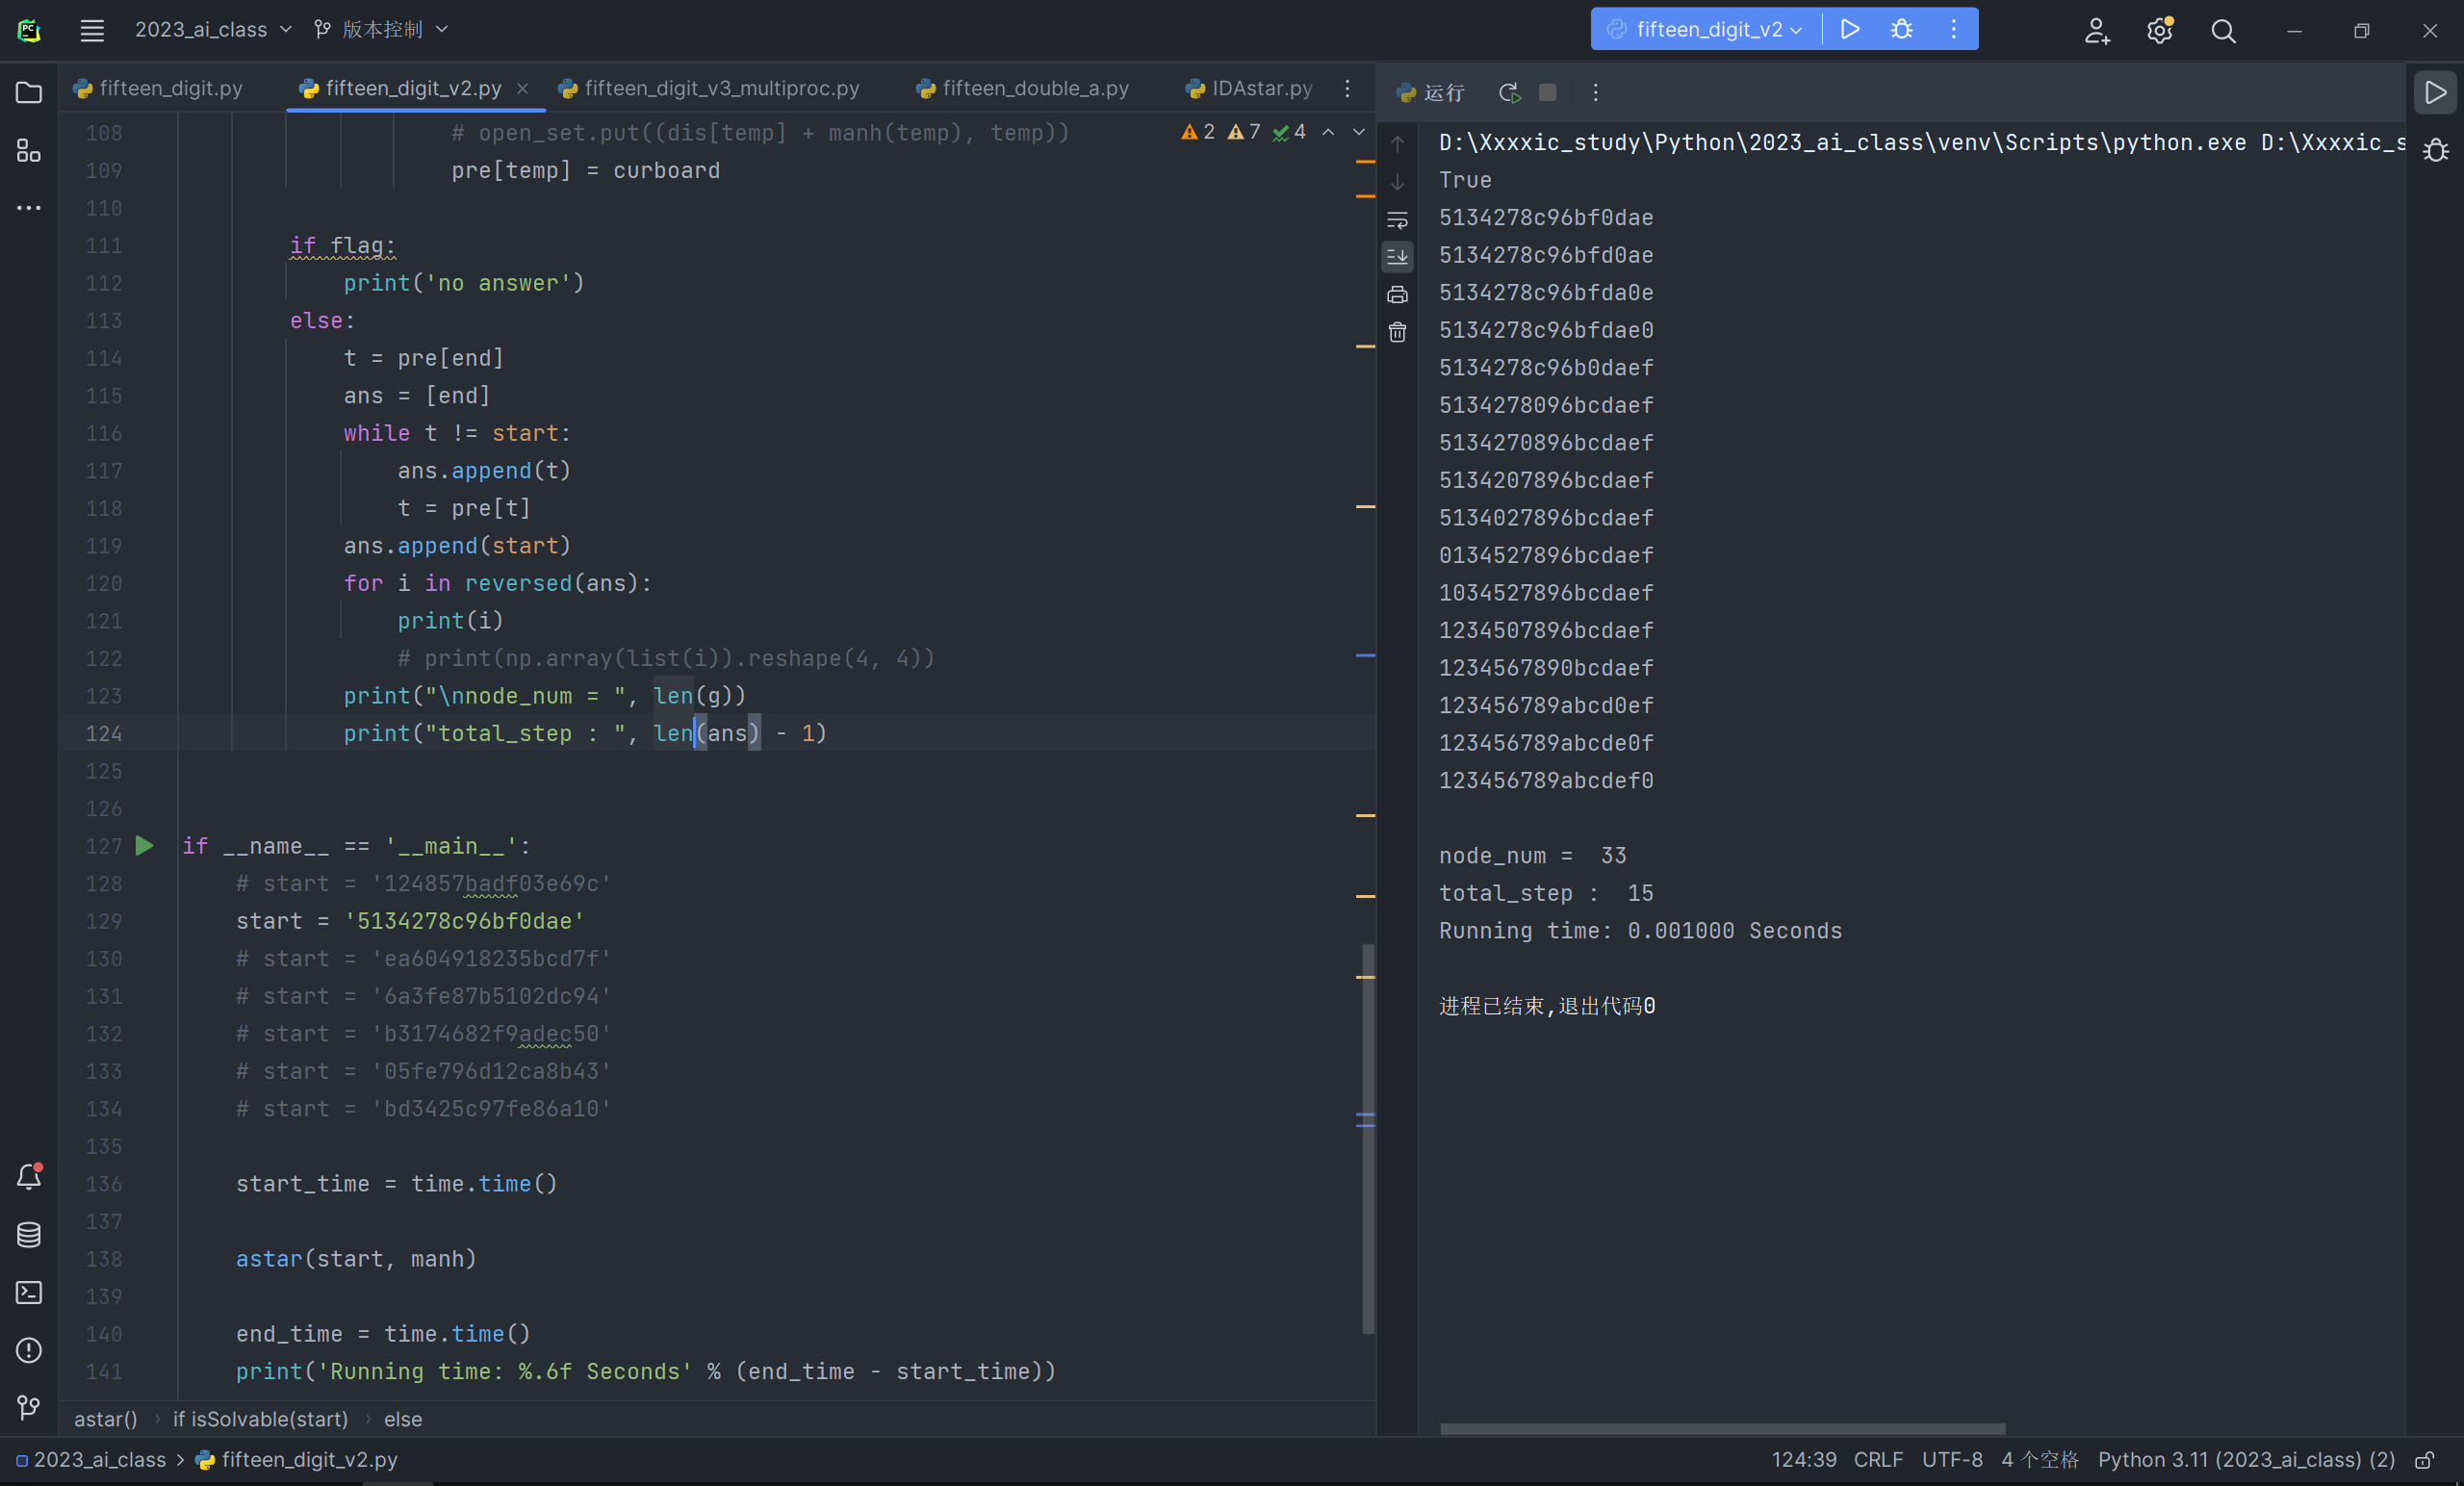 PC 2023_ai_class 版本控制 fifteen_digit_v2
fifteen_digit.py fifteen_digit_v2.py fifteen_digit_v3_multiproc.py fifteen_double_a.py IDAstar.py
2 7 4
108 # open_set.put((dis[temp] + manh(temp), temp))
109 pre[temp] = curboard
110
111 if flag:
112 print('no answer')
113 else:
114 t = pre[end]
115 ans = [end]
116 while t != start:
117 ans.append(t)
118 t = pre[t]
119 ans.append(start)
120 for i in reversed(ans):
121 print(i)
122 # print(np.array(list(i)).reshape(4, 4))
123 print("\nnode_num = ", len(g))
124 print("total_step : ", len(ans) - 1)
125
126
127 if __name__ == '__main__':
128 # start = '124857badf03e69c'
129 start = '5134278c96bf0dae'
130 # start = 'ea604918235bcd7f'
131 # start = '6a3fe87b5102dc94'
132 # start = 'b3174682f9adec50'
133 # start = '05fe796d12ca8b43'
134 # start = 'bd3425c97fe86a10'
135
136 start_time = time.time()
137
138 astar(start, manh)
139
140 end_time = time.time()
141 print('Running time: %.6f Seconds' % (end_time - start_time))
astar() › if isSolvable(start) › else
运行
D:\Xxxxic_study\Python\2023_ai_class\venv\Scripts\python.exe D:\Xxxxic_s
True
5134278c96bf0dae
5134278c96bfd0ae
5134278c96bfda0e
5134278c96bfdae0
5134278c96b0daef
5134278096bcdaef
5134270896bcdaef
5134207896bcdaef
5134027896bcdaef
0134527896bcdaef
1034527896bcdaef
1234507896bcdaef
1234567890bcdaef
123456789abcd0ef
123456789abcde0f
123456789abcdef0
node_num =  33
total_step :  15
Running time: 0.001000 Seconds
进程已结束,退出代码0
2023_ai_class > fifteen_digit_v2.py 124:39 CRLF UTF-8 4 个空格 Python 3.11 (2023_ai_class) (2)